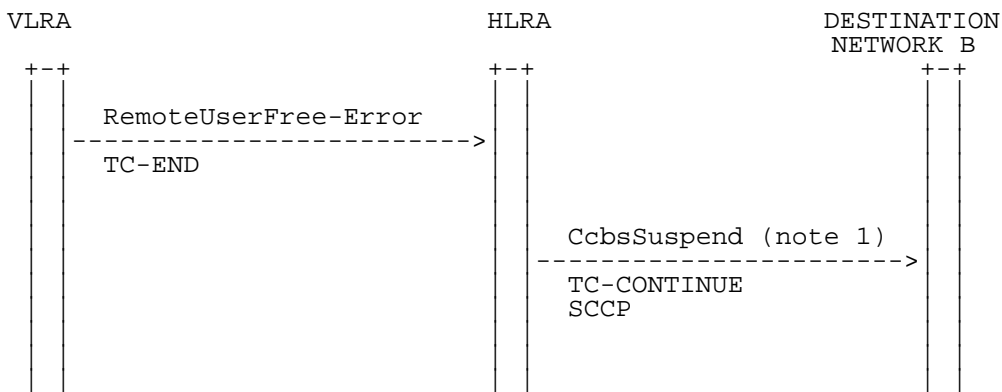 VLRA HLRA DESTINATION
NETWORK B
RemoteUserFree-Error
TC-END
CcbsSuspend (note 1)
TC-CONTINUE
SCCP